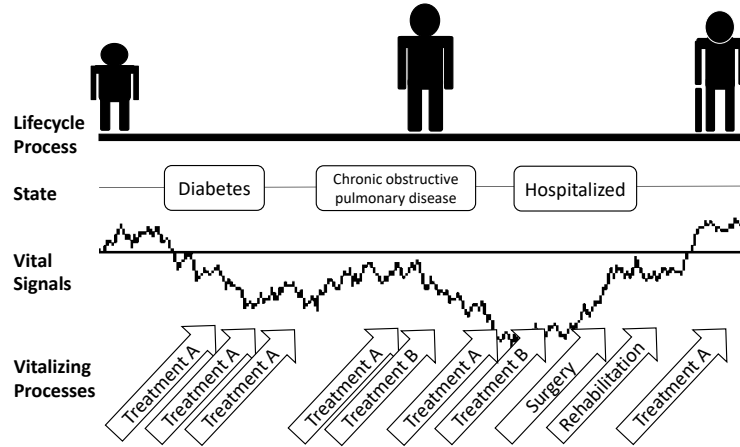 Lifecycle
Process
State
Diabetes
Chronic obstructive
pulmonary disease
Hospitalized
Vital
Signals
Vitalizing
Processes
Treatment A
Treatment A
Treatment A
Treatment A
Treatment B
Treatment A
Treatment B
Surgery
Rehabilitation
Treatment A